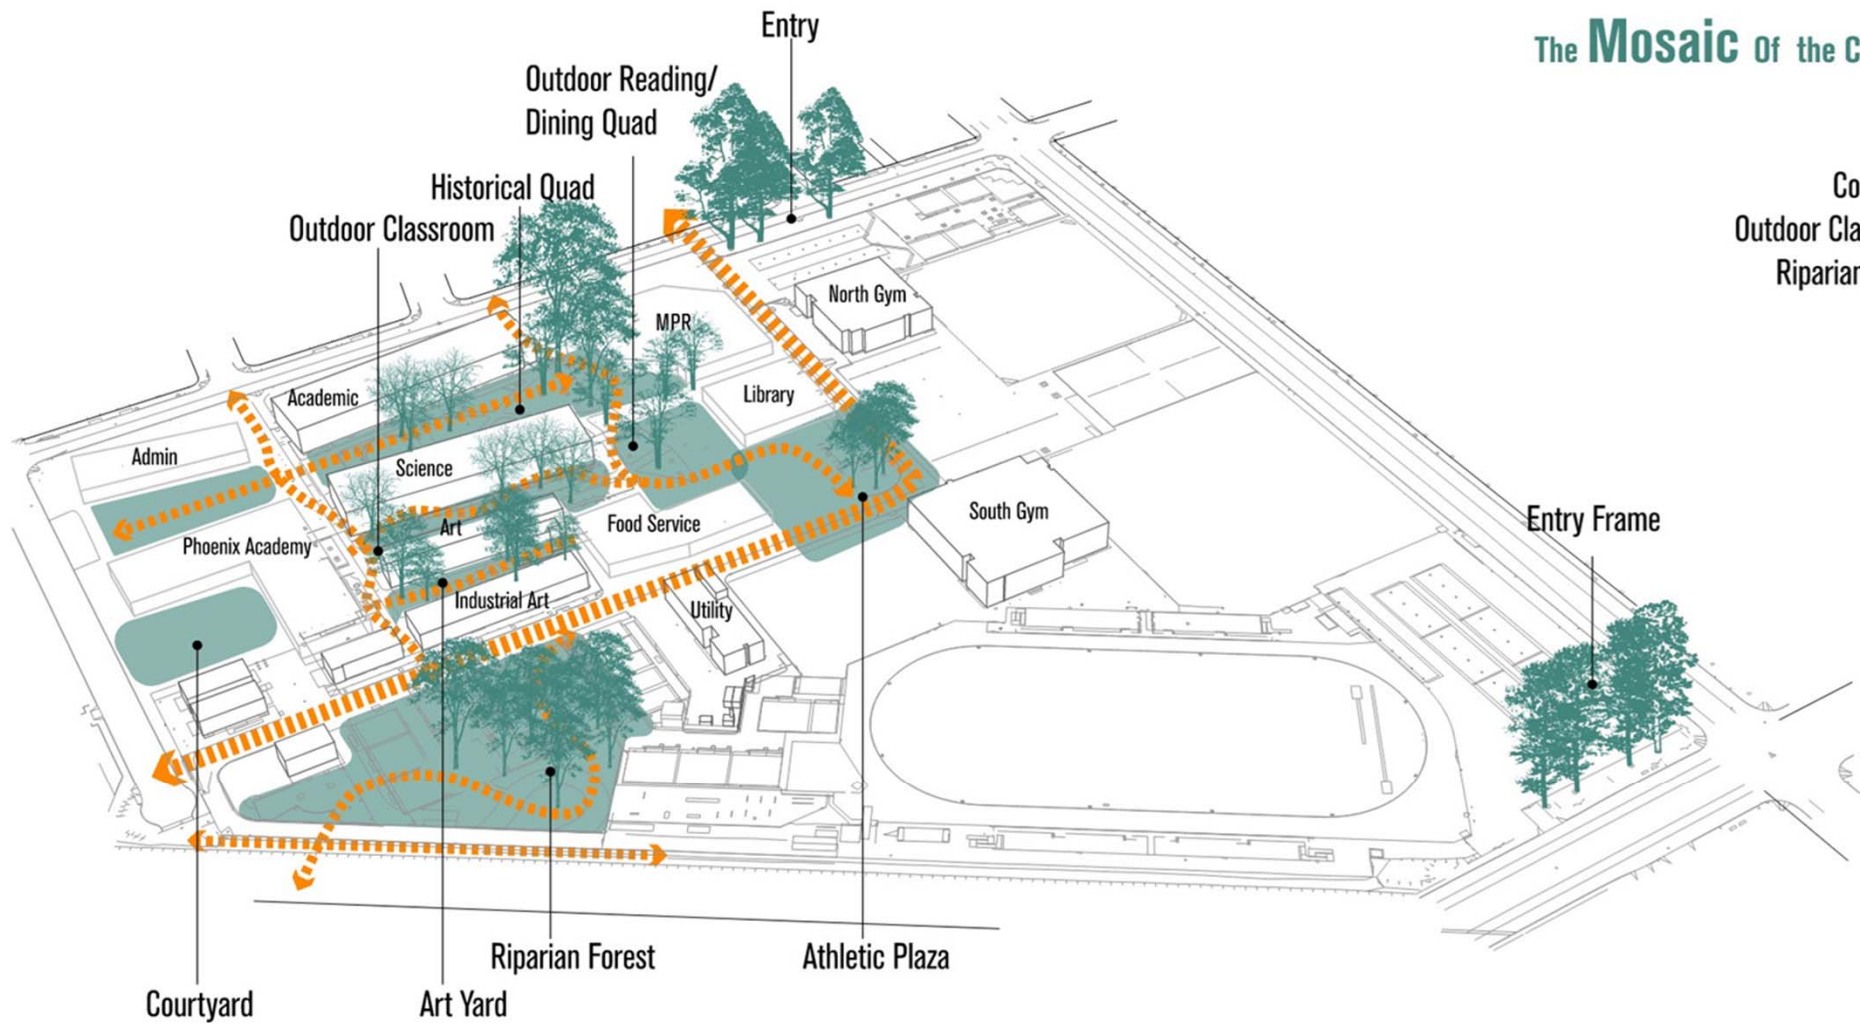 Entry
The Mosaic Of the C
Outdoor Reading/
Dining Quad
Historical Quad
Outdoor Classroom
Co
Outdoor Cla
Riparian
North Gym
MPR
Academic
Library
Admin
Science
Art
Food Service
South Gym
Entry Frame
Phoenix Academy
Industrial Art
Utility
Riparian Forest
Athletic Plaza
Courtyard
Art Yard